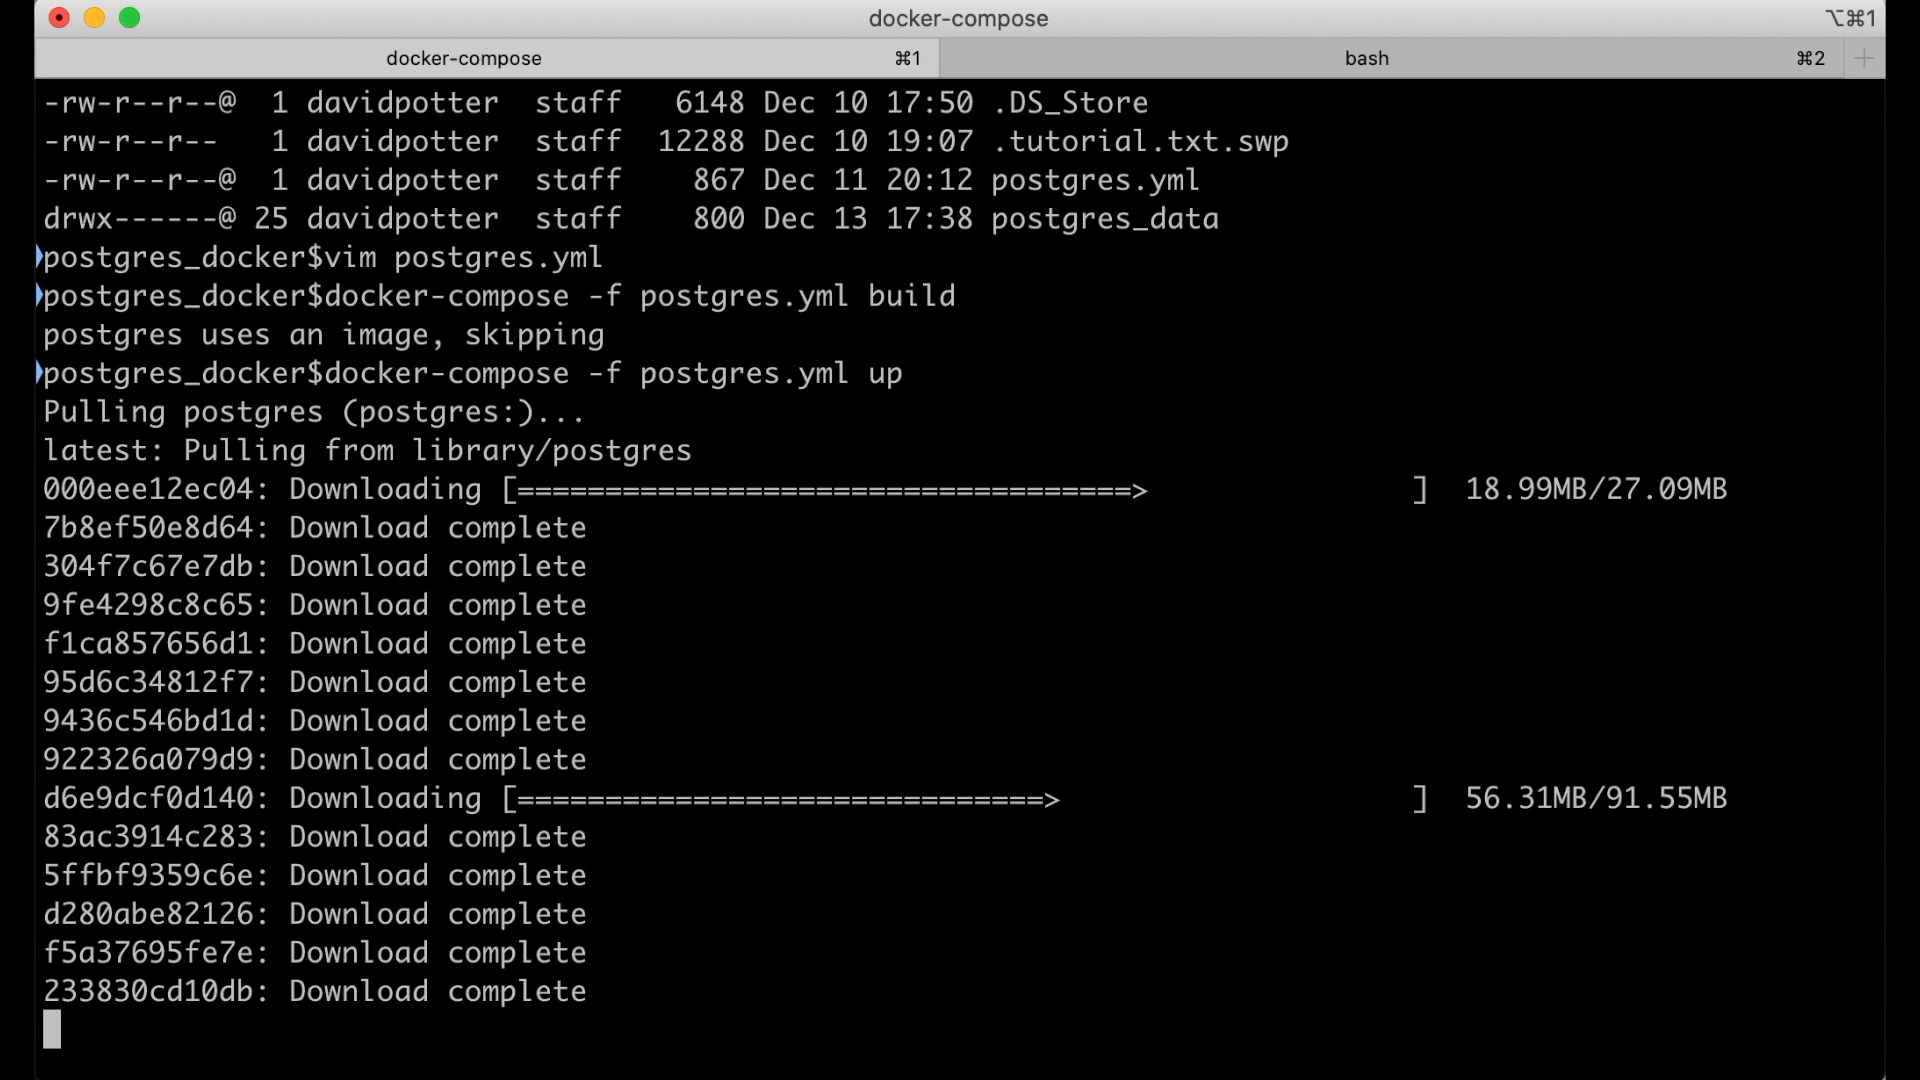 docker-compose ⌥⌘1
docker-compose ⌘1 bash ⌘2 +
-rw-r--r--@  1 davidpotter  staff   6148 Dec 10 17:50 .DS_Store
-rw-r--r--   1 davidpotter  staff  12288 Dec 10 19:07 .tutorial.txt.swp
-rw-r--r--@  1 davidpotter  staff    867 Dec 11 20:12 postgres.yml
drwx------@ 25 davidpotter  staff    800 Dec 13 17:38 postgres_data
postgres_docker$vim postgres.yml
postgres_docker$docker-compose -f postgres.yml build
postgres uses an image, skipping
postgres_docker$docker-compose -f postgres.yml up
Pulling postgres (postgres:)...
latest: Pulling from library/postgres
000eee12ec04: Downloading [===================================>               ]  18.99MB/27.09MB
7b8ef50e8d64: Download complete
304f7c67e7db: Download complete
9fe4298c8c65: Download complete
f1ca857656d1: Download complete
95d6c34812f7: Download complete
9436c546bd1d: Download complete
922326a079d9: Download complete
d6e9dcf0d140: Downloading [==============================>                    ]  56.31MB/91.55MB
83ac3914c283: Download complete
5ffbf9359c6e: Download complete
d280abe82126: Download complete
f5a37695fe7e: Download complete
233830cd10db: Download complete